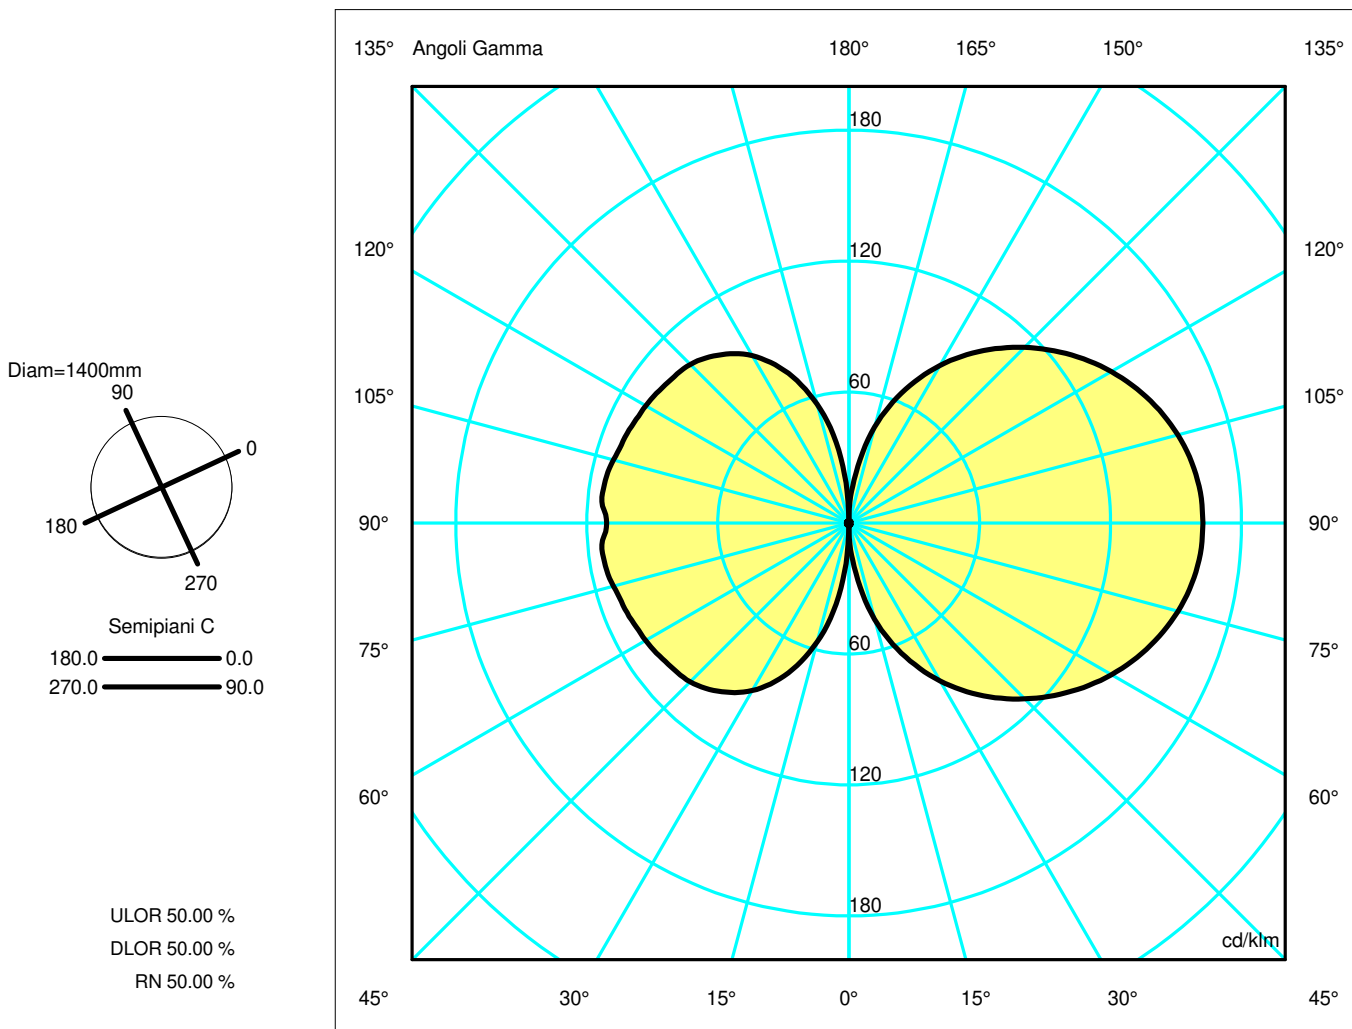 135° Angoli Gamma 180° 165° 150° 135°
180
120° 120 120°
Diam=1400mm
90
60
105° 105°
0
180
90° 90°
270
Semipiani C
180.0 0.0
270.0 90.0
75° 60 75°
60° 120 60°
180
ULOR 50.00 %
DLOR 50.00 %
RN 50.00 %
cd/klm
45° 30° 15° 0° 15° 30° 45°